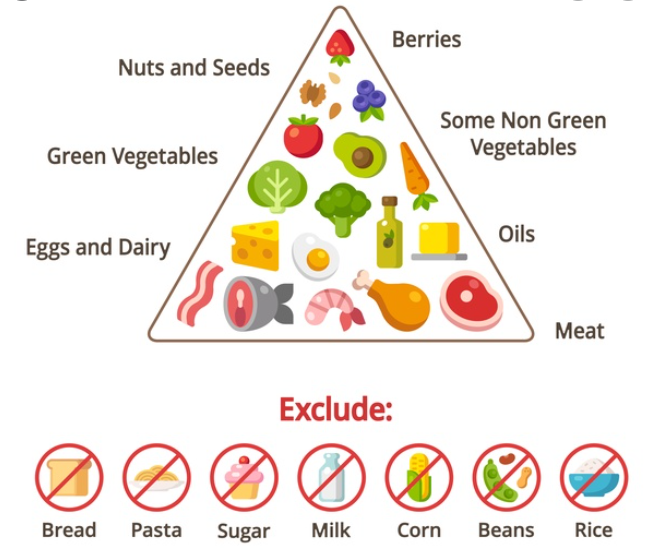 Berries
Nuts and Seeds
Some Non Green
Vegetables
Green Vegetables
Oils
Eggs and Dairy
Meat
Exclude:
Bread
Pasta
Sugar
Milk
Corn
Beans
Rice